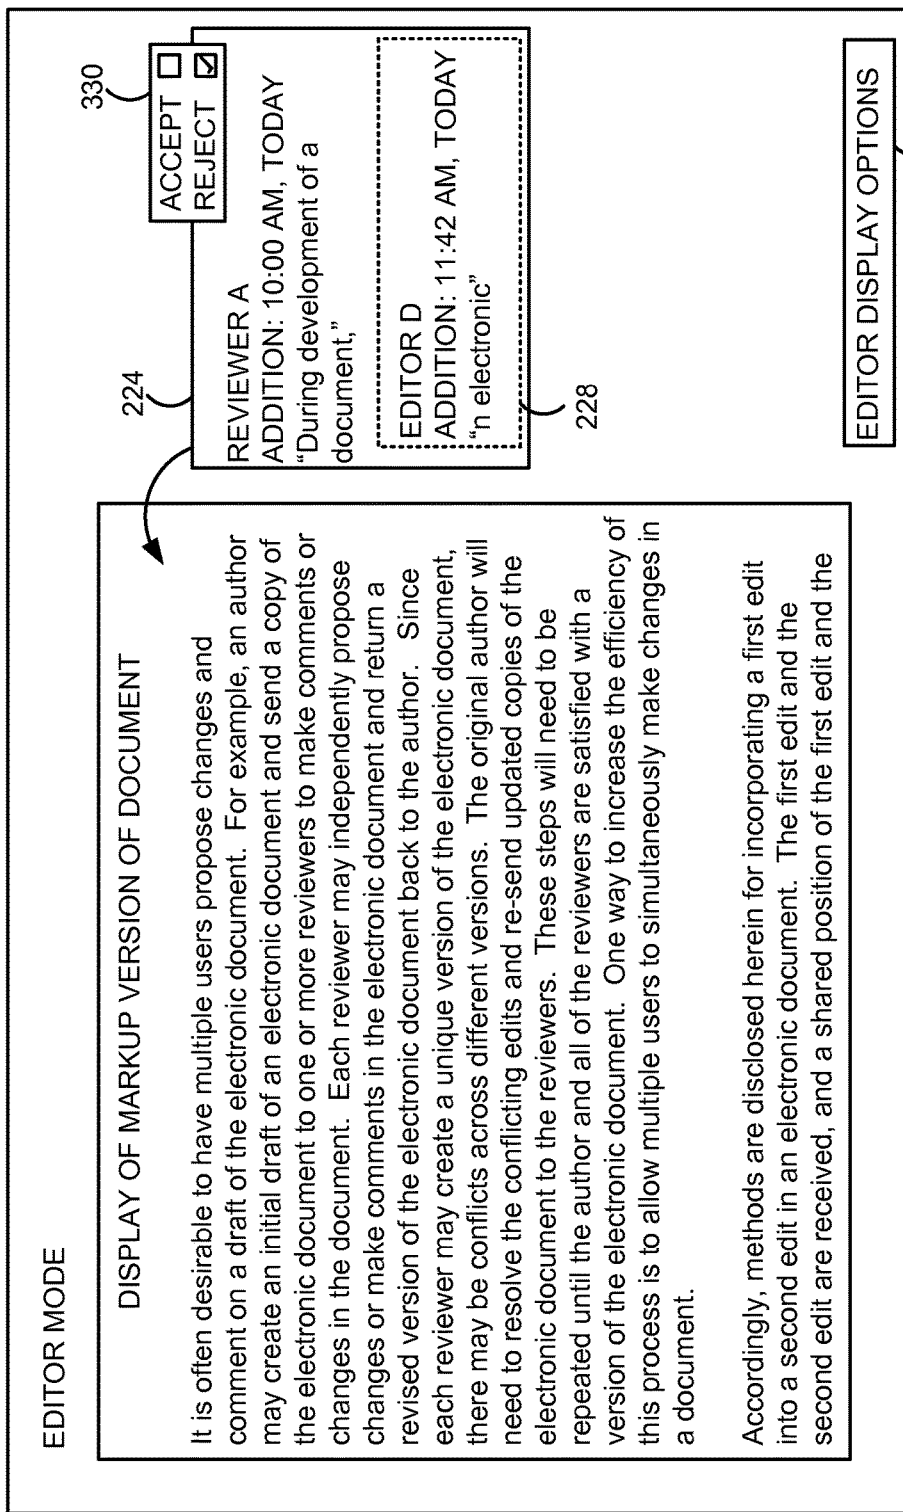 EDITOR MODE
DISPLAY OF MARKUP VERSION OF DOCUMENT
It is often desirable to have multiple users propose changes and
comment on a draft of the electronic document. For example, an author
may create an initial draft of an electronic document and send a copy of
the electronic document to one or more reviewers to make comments or
changes in the document. Each reviewer may independently propose
changes or make comments in the electronic document and return a
revised version of the electronic document back to the author. Since
each reviewer may create a unique version of the electronic document,
there may be conflicts across different versions. The original author will
need to resolve the conflicting edits and re-send updated copies of the
electronic document to the reviewers. These steps will need to be
repeated until the author and all of the reviewers are satisfied with a
version of the electronic document. One way to increase the efficiency of
this process is to allow multiple users to simultaneously make changes in
a document.
Accordingly, methods are disclosed herein for incorporating a first edit
into a second edit in an electronic document. The first edit and the
second edit are received, and a shared position of the first edit and the
224
330
ACCEPT
REJECT
REVIEWER A
ADDITION: 10:00 AM, TODAY
“During development of a
document,”
EDITOR D
ADDITION: 11:42 AM, TODAY
“n electronic”
228
EDITOR DISPLAY OPTIONS